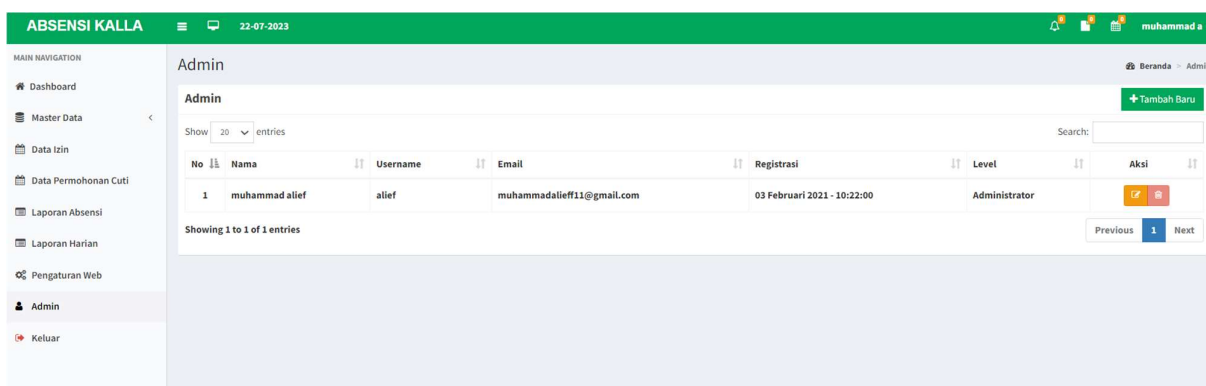 ABSENSI KALLA
22-07-2023
0
0
0
muhammad a
MAIN NAVIGATION
Dashboard
Master Data
Data Izin
Data Permohonan Cuti
Laporan Absensi
Laporan Harian
Pengaturan Web
Admin
Keluar
Admin
Beranda > Admi
Admin
+Tambah Baru
Show 20 entries
Search:
No Nama Username Email Registrasi Level Aksi
1 muhammad alief alief muhammadalieff11@gmail.com 03 Februari 2021 - 10:22:00 Administrator
Showing 1 to 1 of 1 entries
Previous 1 Next